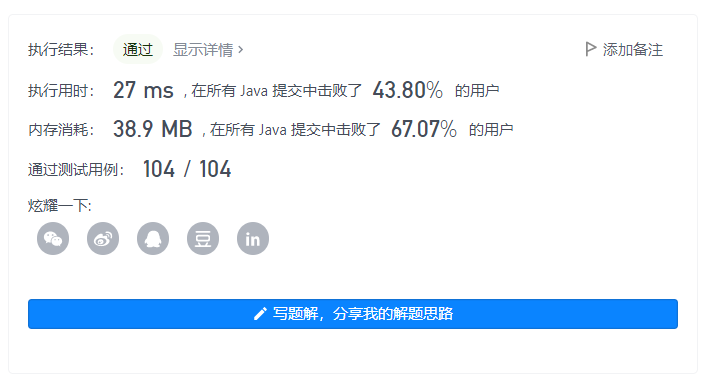 执行结果： 通过 显示详情 > 添加备注
执行用时： 27 ms , 在所有 Java 提交中击败了 43.80% 的用户
内存消耗： 38.9 MB , 在所有 Java 提交中击败了 67.07% 的用户
通过测试用例： 104 / 104
炫耀一下:
豆 in
写题解，分享我的解题思路